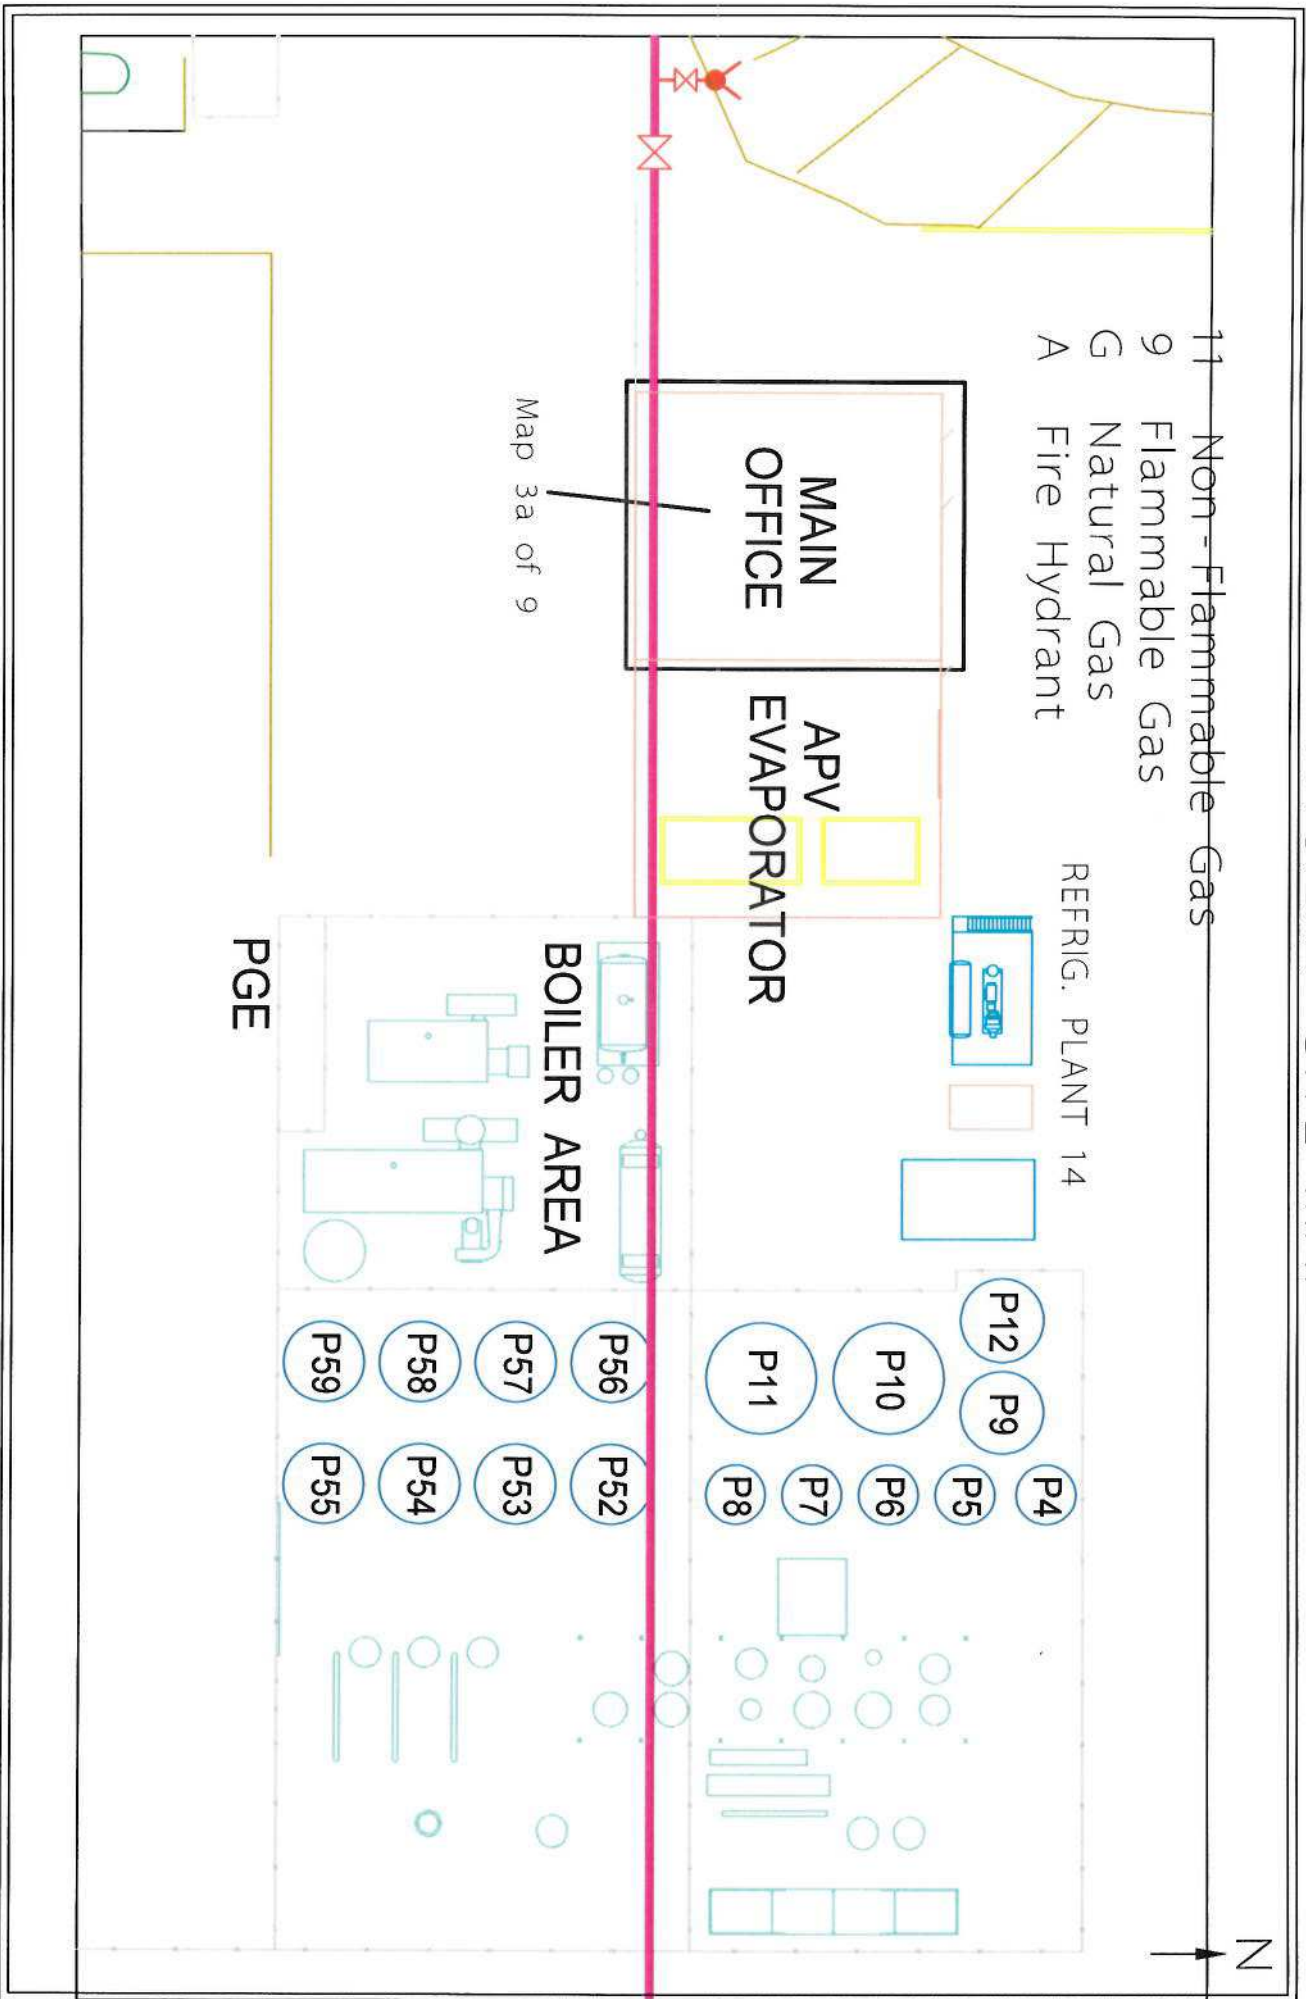 N
11 Non-Flammable Gas
9 Flammable Gas
G Natural Gas
A Fire Hydrant
REFRIG. PLANT 14
MAIN
OFFICE
APV
EVAPORATOR
Map 3a of 9
BOILER AREA
PGE
P12
P9
P4
P5
P10
P6
P7
P11
P8
P56
P52
P57
P53
P58
P54
P59
P55